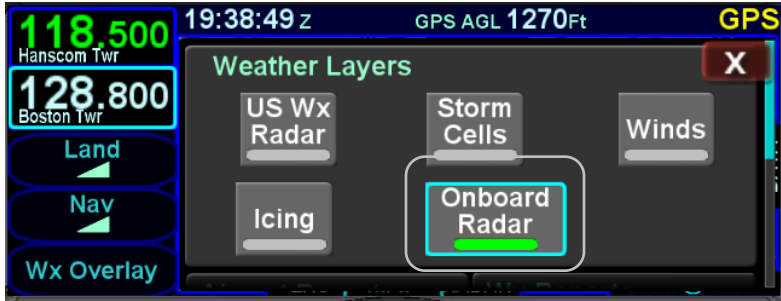 118.500
Hanscom Twr
128.800
Boston Twr
Land
Nav
Wx Overlay
19:38:49 Z
GPS AGL 1270Ft
GPS
Weather Layers
X
US Wx
Radar
Storm
Cells
Winds
Icing
Onboard
Radar